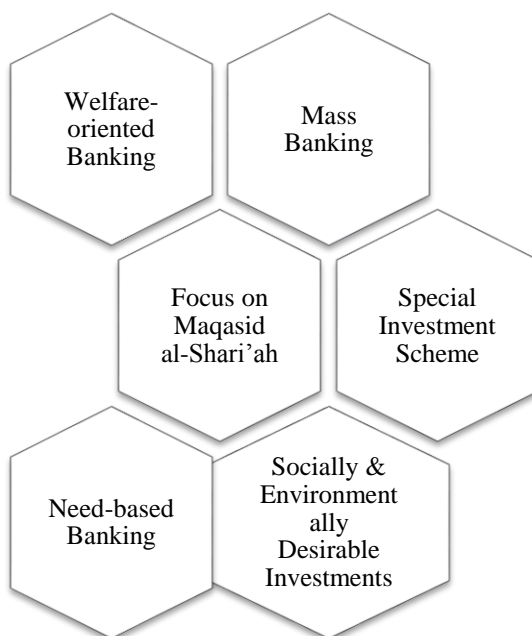 Welfare-
oriented
Banking
Mass
Banking
Focus on
Maqasid
al-Shari’ah
Special
Investment
Scheme
Need-based
Banking
Socially &
Environment
ally
Desirable
Investments